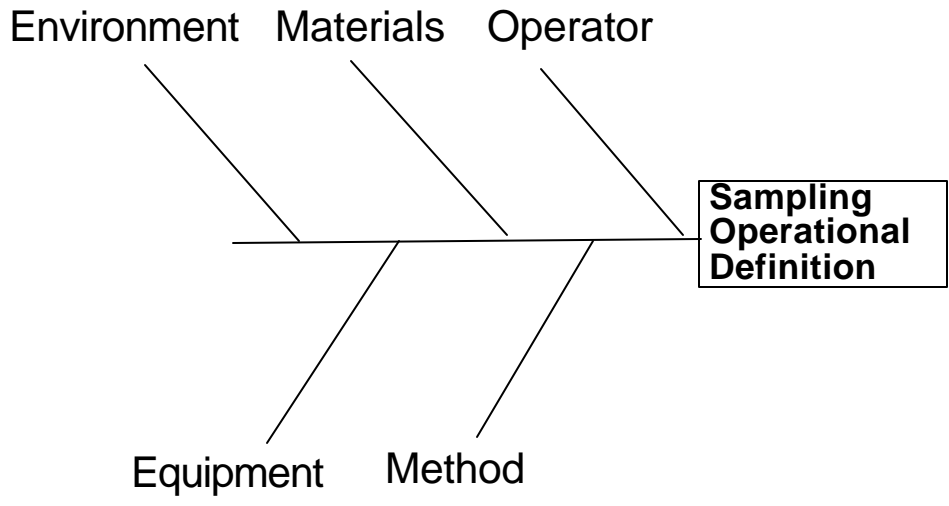 Environment Materials Operator
Sampling
Operational
Definition
Equipment Method